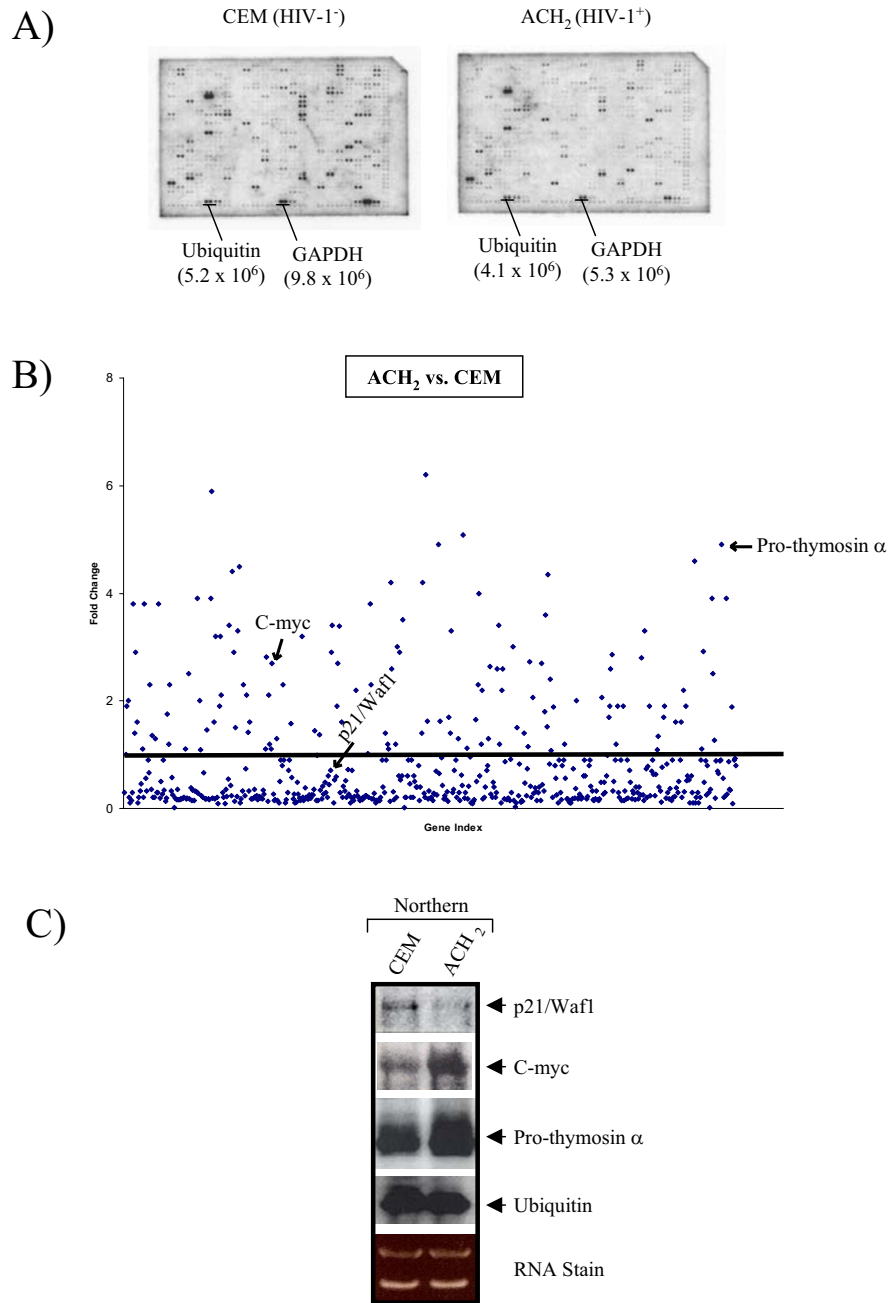 A)
CEM (HIV-1⁻)
ACH₂ (HIV-1⁺)
Ubiquitin
(5.2 x 10⁶)
GAPDH
(9.8 x 10⁶)
Ubiquitin
(4.1 x 10⁶)
GAPDH
(5.3 x 10⁶)
B)
ACH₂ vs. CEM
8
6
4
2
0
Fold Change
Pro-thymosin α
C-myc
p21/Waf1
Gene Index
C)
Northern
CEM
ACH₂
p21/Waf1
C-myc
Pro-thymosin α
Ubiquitin
RNA Stain